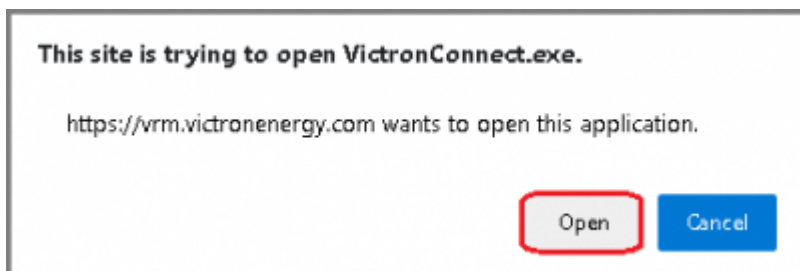 This site is trying to open VictronConnect.exe.
https://vrm.victronenergy.com wants to open this application.
Open Cancel